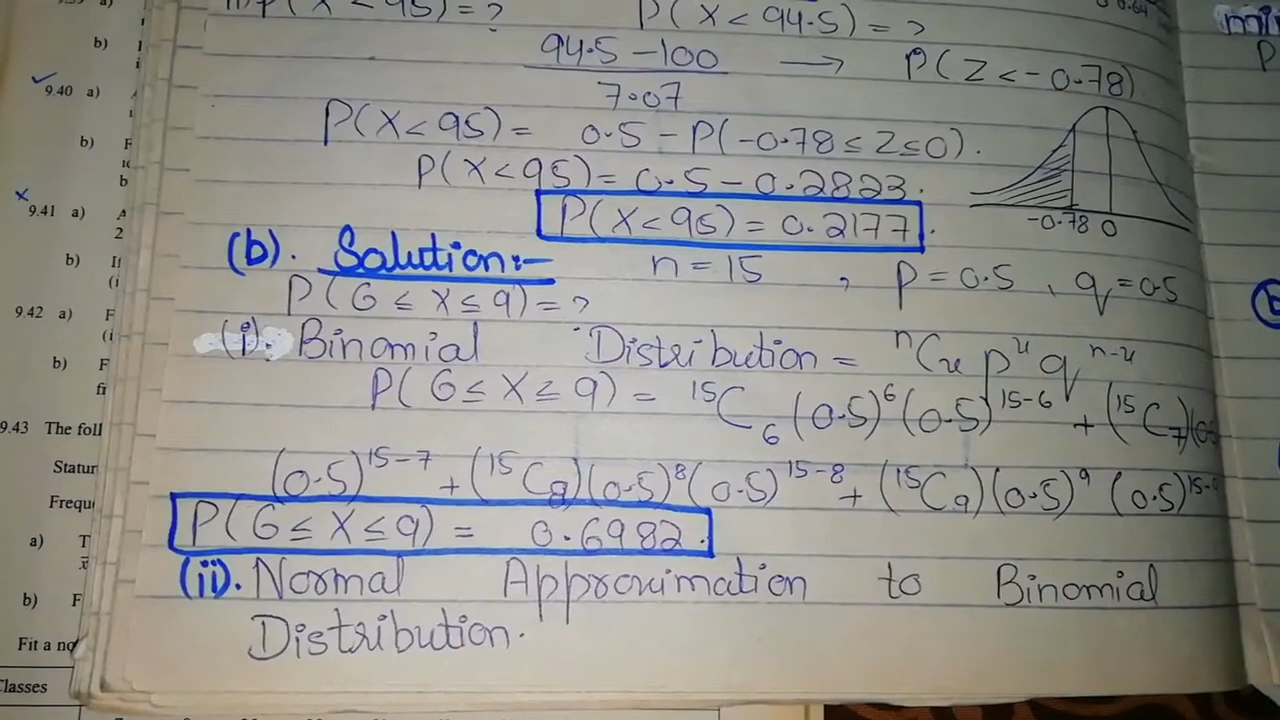 P(X<95)=? P(X<94.5)=?
94.5-100
7.07
→ P(Z<-0.78)
P(X<95)= 0.5-P(-0.78≤Z≤0).
P(X<95)=0.5-0.2823.
P(X<95)=0.2177.
-0.78 0
(b). Solution:-
n=15, p=0.5, q=0.5
P(6≤X≤9)=?
(i). Binomial Distribution = ⁿCₓ pˣ qⁿ⁻ˣ
P(6≤X≤9) = ¹⁵C₆ (0.5)⁶(0.5)¹⁵⁻⁶ + (¹⁵C₇)
(0.5)¹⁵⁻⁷ + (¹⁵C₈)(0.5)⁸(0.5)¹⁵⁻⁸ + (¹⁵C₉)(0.5)⁹ (0.5)
P(6≤X≤9) = 0.6982.
(ii). Normal Approximation to Binomial
Distribution.
b)
9.40 a)
b)
9.41 a)
b)
9.42 a)
b)
9.43 The foll
Statur
Frequ
a)
b)
Fit a no
Classes